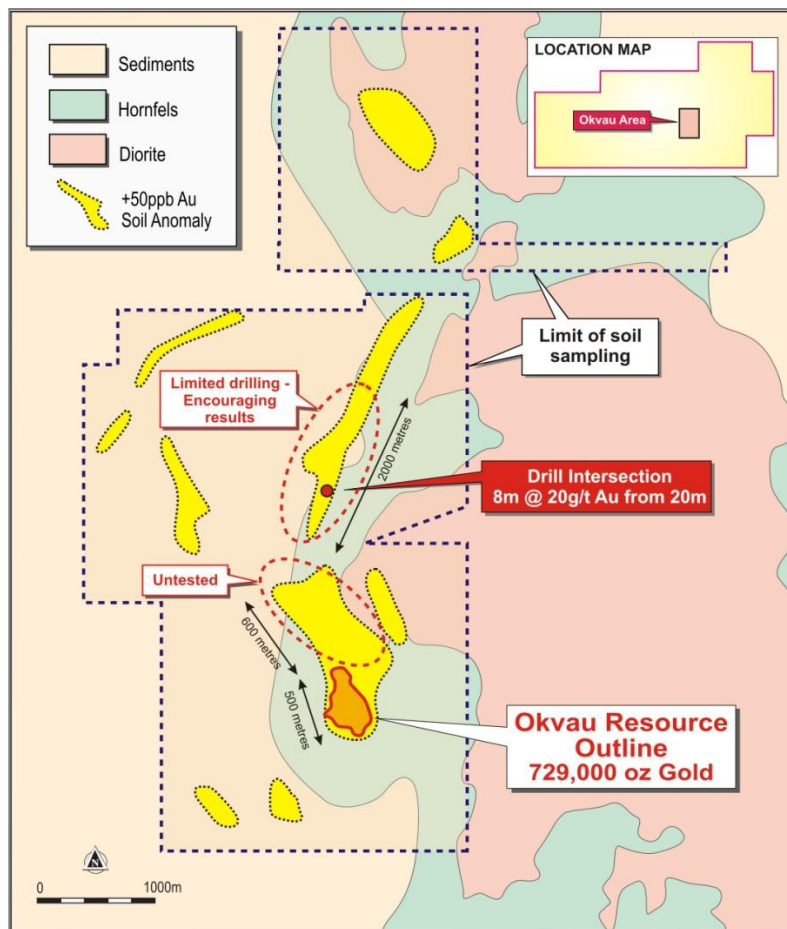 Sediments
Hornfels
Diorite
+50ppb Au
Soil Anomaly
LOCATION MAP
Okvau Area
Limit of soil
sampling
Limited drilling -
Encouraging
results
2000 metres
Drill Intersection
8m @ 20g/t Au from 20m
Untested
600 metres
500 metres
Okvau Resource
Outline
729,000 oz Gold
N
0 1000m